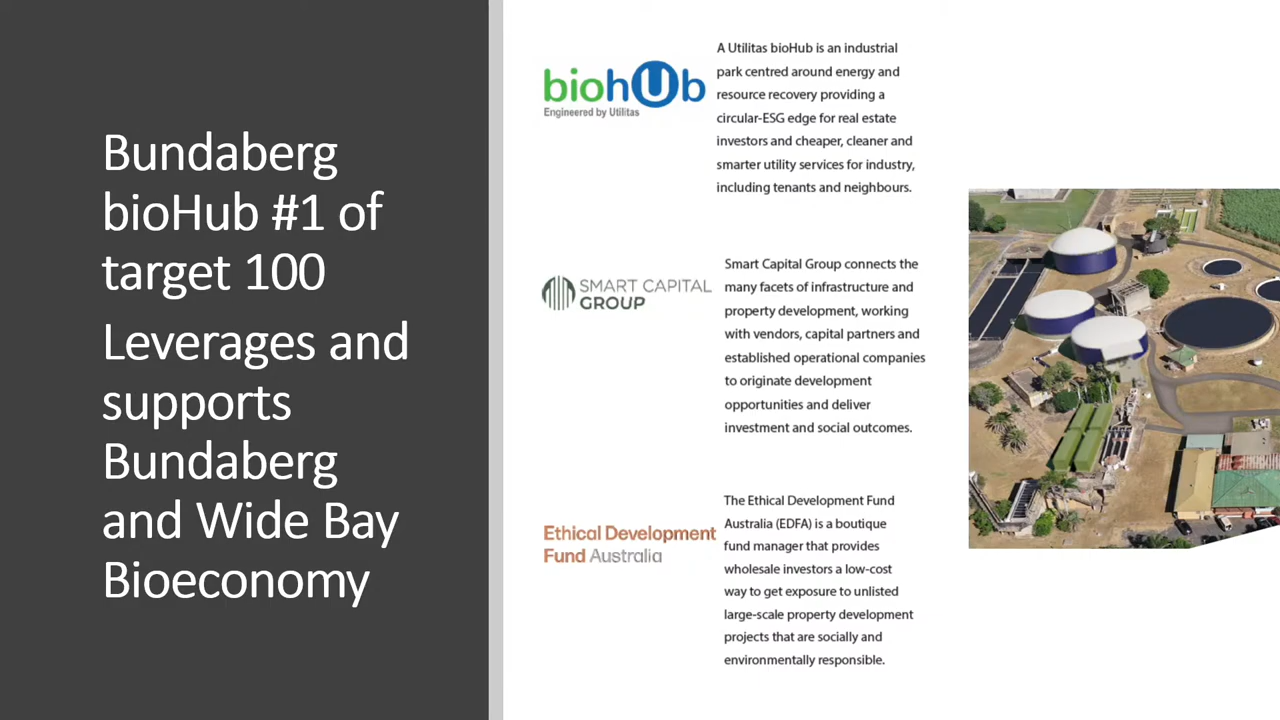 Bundaberg
bioHub #1 of
target 100
Leverages and
supports
Bundaberg
and Wide Bay
Bioeconomy
biohUb
Engineered by Utilitas
A Utilitas bioHub is an industrial
park centred around energy and
resource recovery providing a
circular-ESG edge for real estate
investors and cheaper, cleaner and
smarter utility services for industry,
including tenants and neighbours.
SMART CAPITAL
GROUP
Smart Capital Group connects the
many facets of infrastructure and
property development, working
with vendors, capital partners and
established operational companies
to originate development
opportunities and deliver
investment and social outcomes.
Ethical Development
Fund Australia
The Ethical Development Fund
Australia (EDFA) is a boutique
fund manager that provides
wholesale investors a low-cost
way to get exposure to unlisted
large-scale property development
projects that are socially and
environmentally responsible.